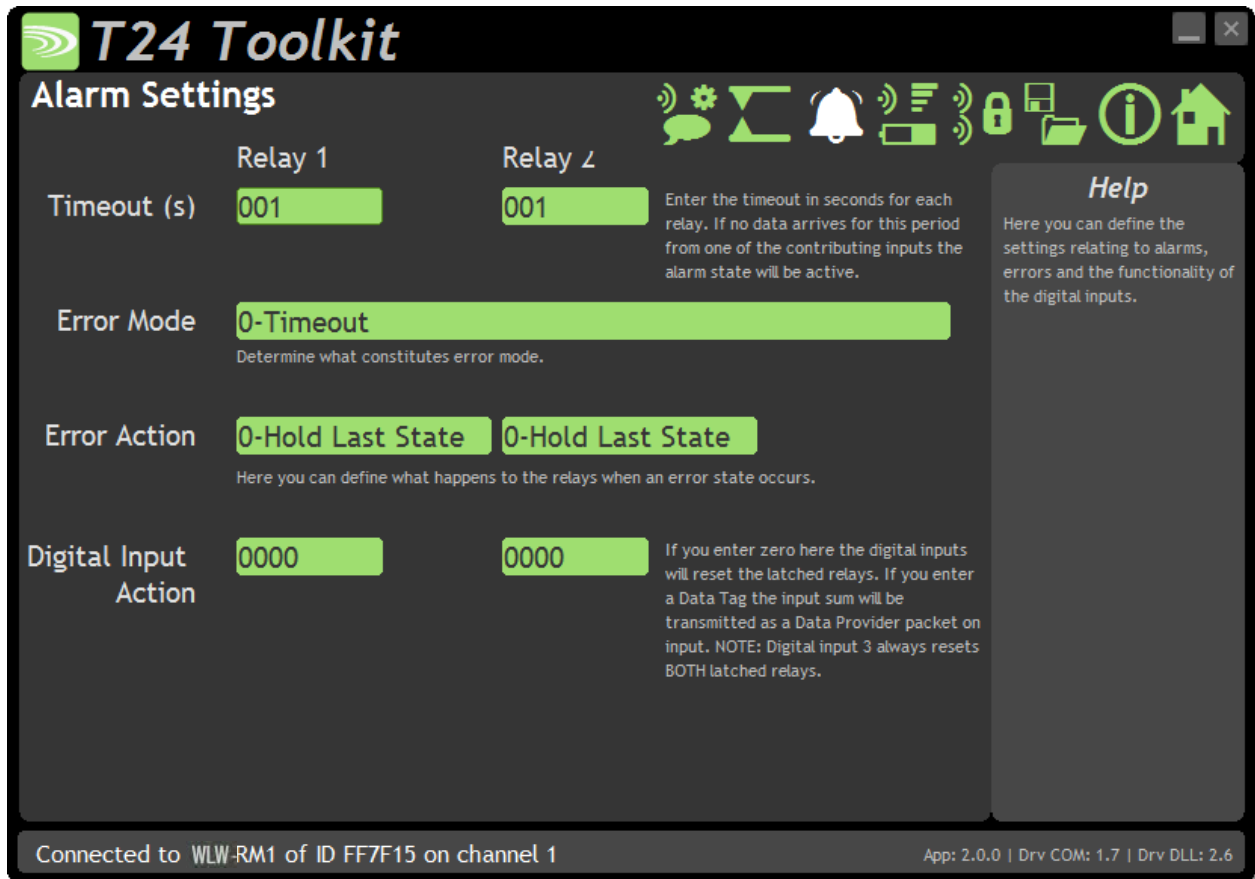 T24 Toolkit
Alarm Settings
Relay 1
Relay 2
Timeout (s)
001
001
Enter the timeout in seconds for each
relay. If no data arrives for this period
from one of the contributing inputs the
alarm state will be active.
Error Mode
0-Timeout
Determine what constitutes error mode.
Error Action
0-Hold Last State
0-Hold Last State
Here you can define what happens to the relays when an error state occurs.
Digital Input
Action
0000
0000
If you enter zero here the digital inputs
will reset the latched relays. If you enter
a Data Tag the input sum will be
transmitted as a Data Provider packet on
input. NOTE: Digital input 3 always resets
BOTH latched relays.
Help
Here you can define the
settings relating to alarms,
errors and the functionality of
the digital inputs.
Connected to WLW-RM1 of ID FF7F15 on channel 1
App: 2.0.0 | Drv COM: 1.7 | Drv DLL: 2.6